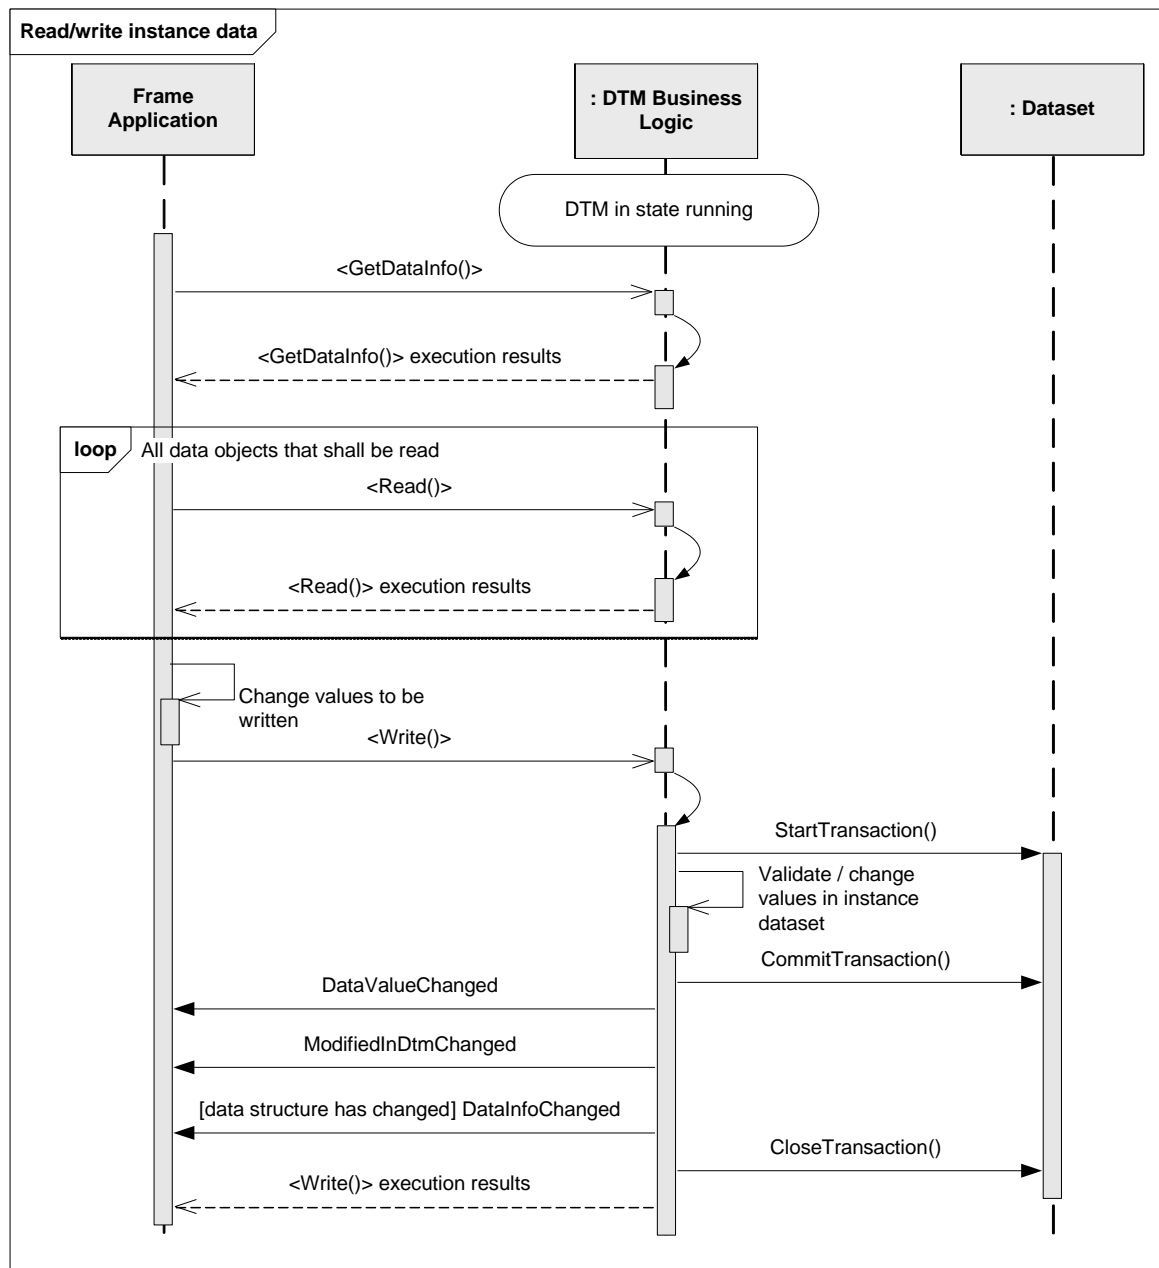 Read/write instance data
Frame
Application
: DTM Business
Logic
: Dataset
DTM in state running
<GetDataInfo()>
<GetDataInfo()> execution results
loop
All data objects that shall be read
<Read()>
<Read()> execution results
Change values to be
written
<Write()>
StartTransaction()
Validate / change
values in instance
dataset
CommitTransaction()
DataValueChanged
ModifiedInDtmChanged
[data structure has changed] DataInfoChanged
CloseTransaction()
<Write()> execution results